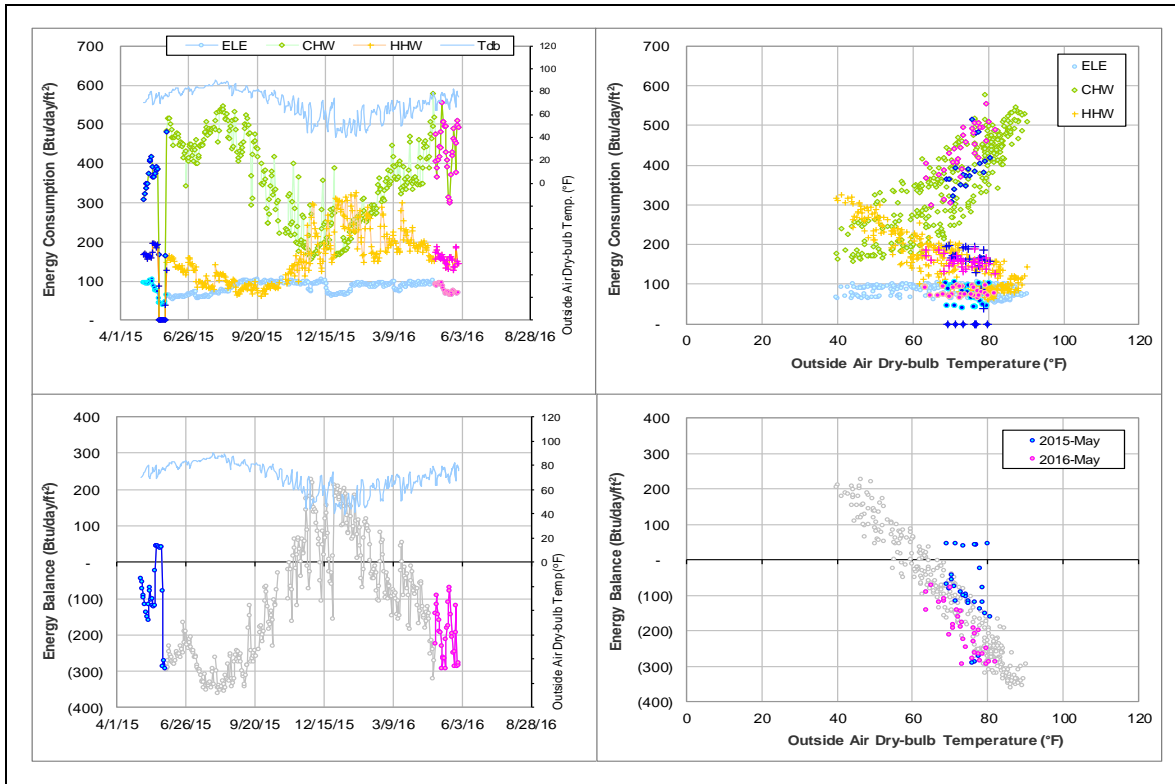 ELE CHW HHW Tdb
Energy Consumption (Btu/day/ft²)
700
600
500
400
300
200
100
-
120
100
80
60
40
20
0
Outside Air Dry-bulb Temp. (°F)
4/1/15 6/26/15 9/20/15 12/15/15 3/9/16 6/3/16 8/28/16
Energy Consumption (Btu/day/ft²)
700
600
500
400
300
200
100
-
ELE
CHW
HHW
0 20 40 60 80 100 120
Outside Air Dry-bulb Temperature (°F)
Energy Balance (Btu/day/ft²)
400
300
200
100
-
(100)
(200)
(300)
(400)
120
100
80
60
40
20
0
Outside Air Dry-bulb Temp (°F)
4/1/15 6/26/15 9/20/15 12/15/15 3/9/16 6/3/16 8/28/16
Energy Balance (Btu/day/ft²)
400
300
200
100
-
(100)
(200)
(300)
(400)
2015-May
2016-May
0 20 40 60 80 100 120
Outside Air Dry-bulb Temperature (°F)